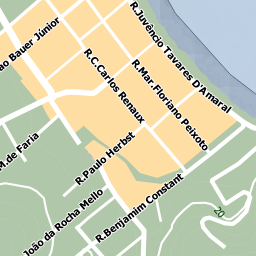 R.Juvêncio Tavares D'Amaral
ao Bauer Júnior
R.C.Carlos Renaux
R.Mar.Floriano Peixoto
R.Paulo Herbst
M.de Faria
João da Rocha Mello
R.Benjamim Constant
20